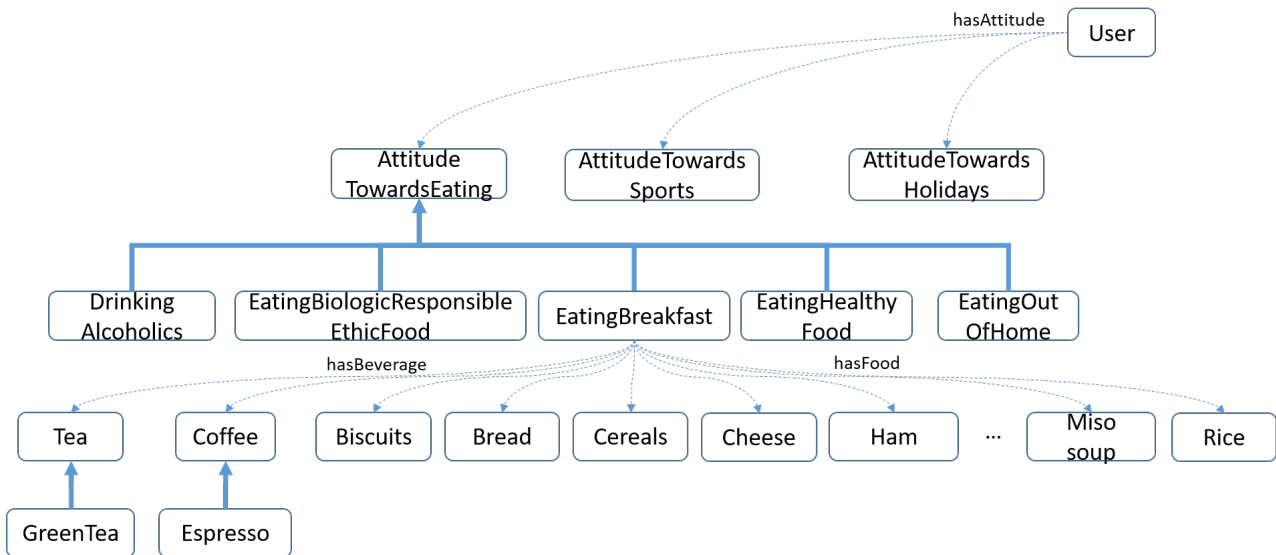 hasAttitude
User
Attitude
TowardsEating
AttitudeTowards
Sports
AttitudeTowards
Holidays
Drinking
Alcoholics
EatingBiologicResponsible
EthicFood
EatingBreakfast
EatingHealthy
Food
EatingOut
OfHome
hasBeverage
hasFood
Tea
Coffee
Biscuits
Bread
Cereals
Cheese
Ham
...
Miso
soup
Rice
GreenTea
Espresso